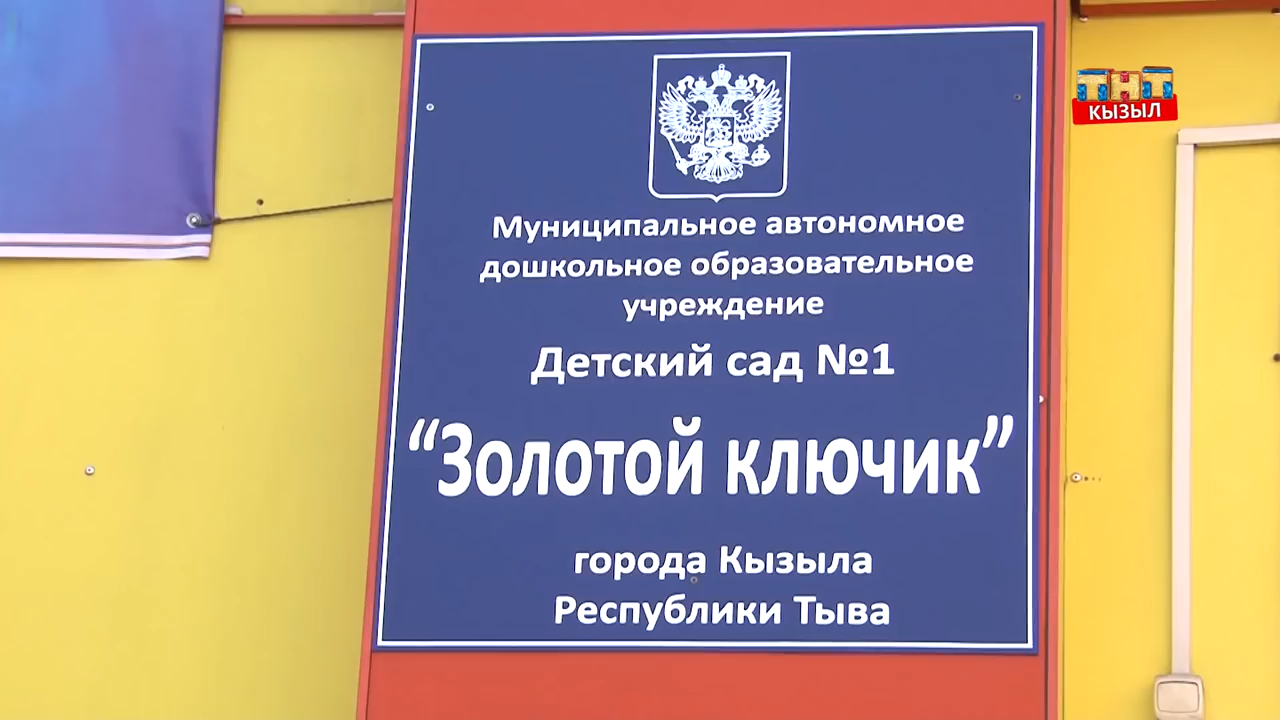 ТНТ
КЫЗЫЛ
Муниципальное автономное
дошкольное образовательное
учреждение
Детский сад №1
“Золотой ключик”
города Кызыла
Республики Тыва